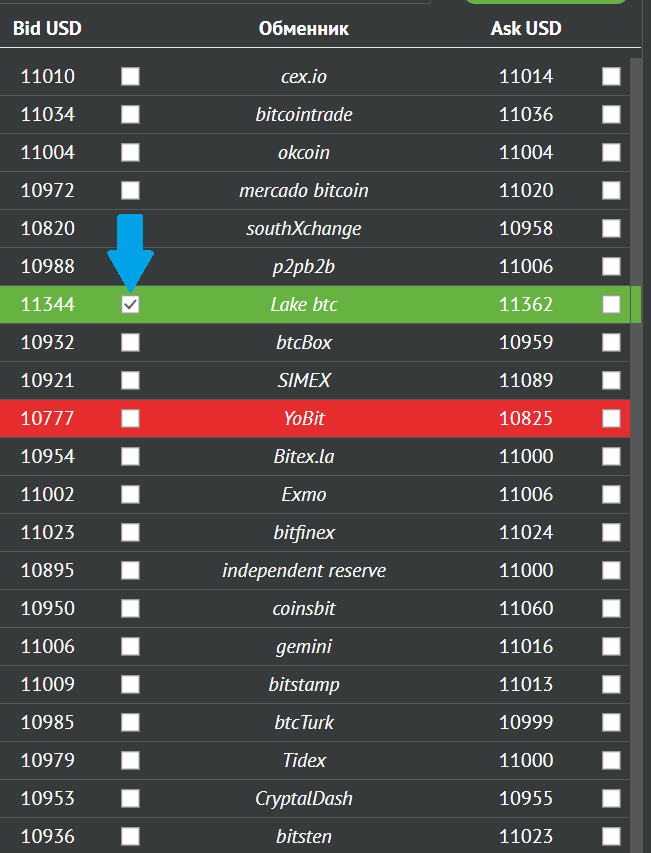 Bid USD Обменник Ask USD
11010 cex.io 11014
11034 bitcointrade 11036
11004 okcoin 11004
10972 mercado bitcoin 11020
10820 southXchange 10958
10988 p2pb2b 11006
11344 Lake btc 11362
10932 btcBox 10959
10921 SIMEX 11089
10777 YoBit 10825
10954 Bitex.la 11000
11002 Exmo 11006
11023 bitfinex 11024
10895 independent reserve 11000
10950 coinsbit 11060
11006 gemini 11016
11009 bitstamp 11013
10985 btcTurk 10999
10979 Tidex 11000
10953 CryptalDash 10955
10936 bitsten 11023